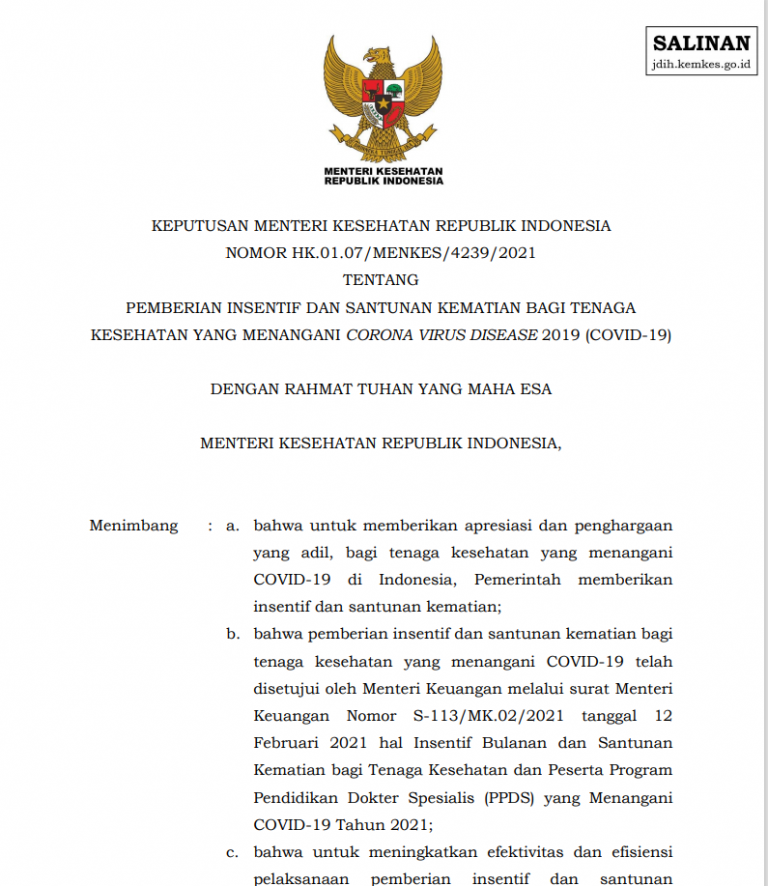 SALINAN
jdih.kemkes.go.id
MENTERI KESEHATAN
REPUBLIK INDONESIA
KEPUTUSAN MENTERI KESEHATAN REPUBLIK INDONESIA
NOMOR HK.01.07/MENKES/4239/2021
TENTANG
PEMBERIAN INSENTIF DAN SANTUNAN KEMATIAN BAGI TENAGA
KESEHATAN YANG MENANGANI CORONA VIRUS DISEASE 2019 (COVID-19)
DENGAN RAHMAT TUHAN YANG MAHA ESA
MENTERI KESEHATAN REPUBLIK INDONESIA,
Menimbang : a. bahwa untuk memberikan apresiasi dan penghargaan
yang adil, bagi tenaga kesehatan yang menangani
COVID-19 di Indonesia, Pemerintah memberikan
insentif dan santunan kematian;
b. bahwa pemberian insentif dan santunan kematian bagi
tenaga kesehatan yang menangani COVID-19 telah
disetujui oleh Menteri Keuangan melalui surat Menteri
Keuangan Nomor S-113/MK.02/2021 tanggal 12
Februari 2021 hal Insentif Bulanan dan Santunan
Kematian bagi Tenaga Kesehatan dan Peserta Program
Pendidikan Dokter Spesialis (PPDS) yang Menangani
COVID-19 Tahun 2021;
c. bahwa untuk meningkatkan efektivitas dan efisiensi
pelaksanaan pemberian insentif dan santunan